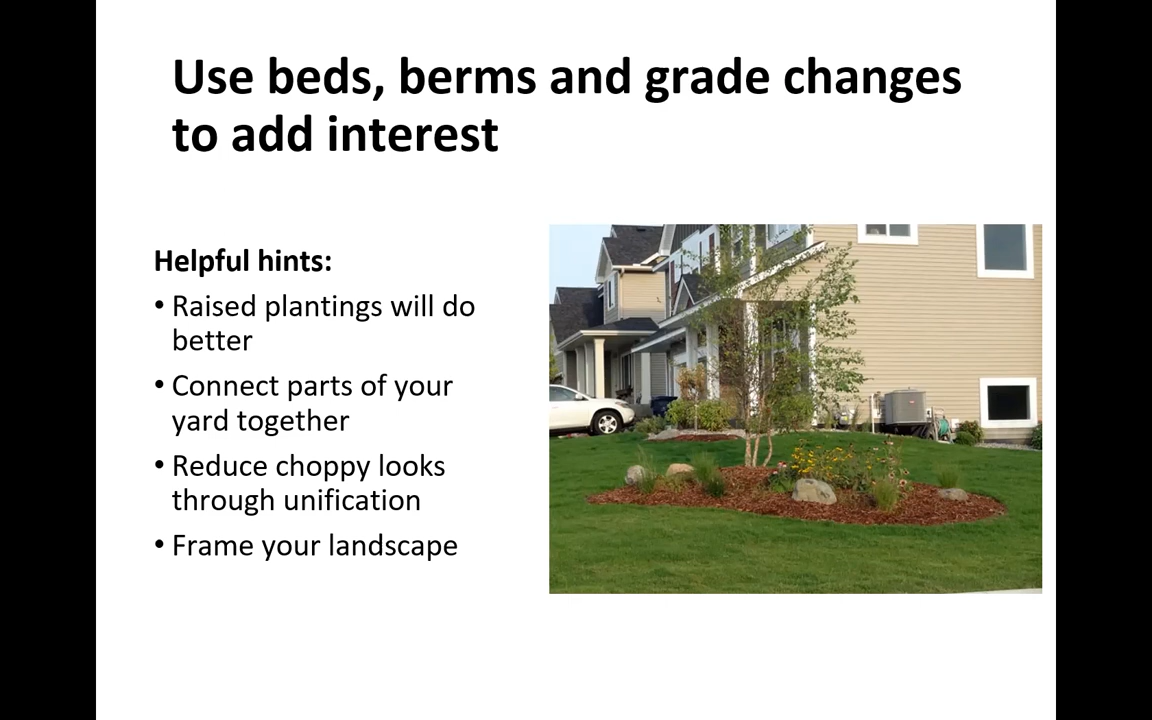 Use beds, berms and grade changes
to add interest
Helpful hints:
• Raised plantings will do
better
• Connect parts of your
yard together
• Reduce choppy looks
through unification
• Frame your landscape